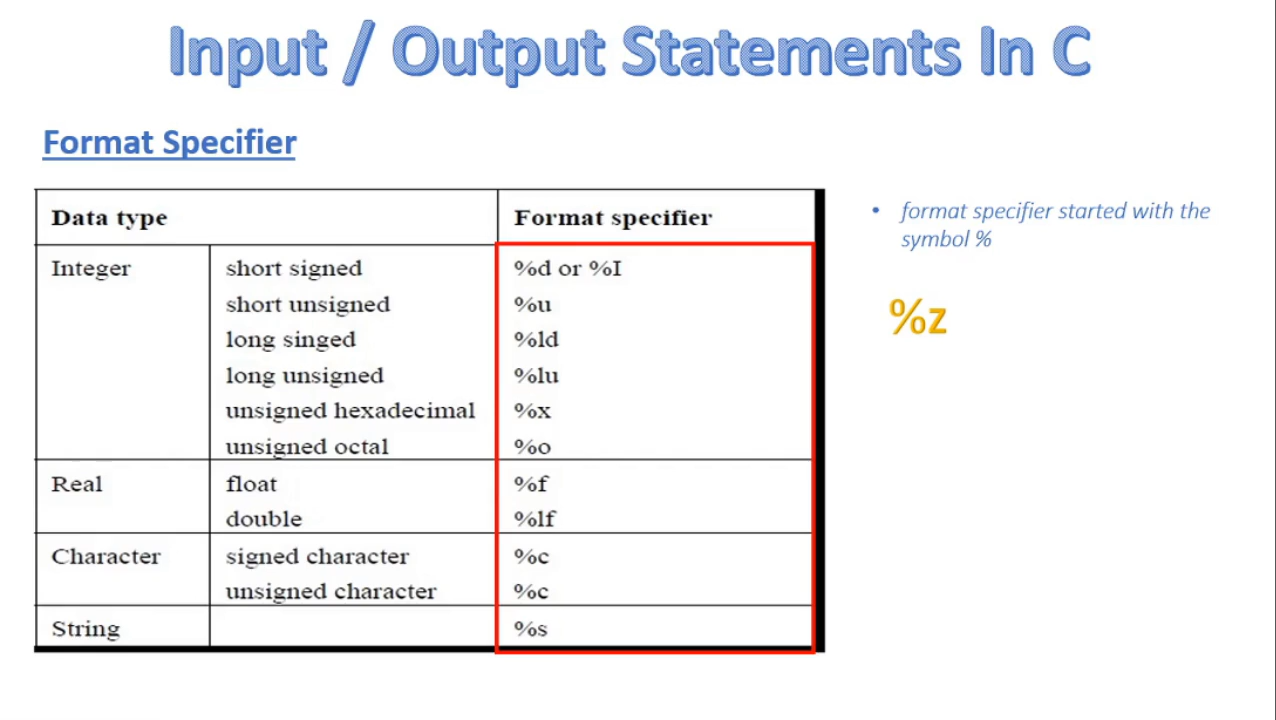 Input / Output Statements In C
Format Specifier
Data type Format specifier
Integer short signed %d or %I
short unsigned %u
long singed %ld
long unsigned %lu
unsigned hexadecimal %x
unsigned octal %o
Real float %f
double %lf
Character signed character %c
unsigned character %c
String %s
• format specifier started with the
symbol %
%z